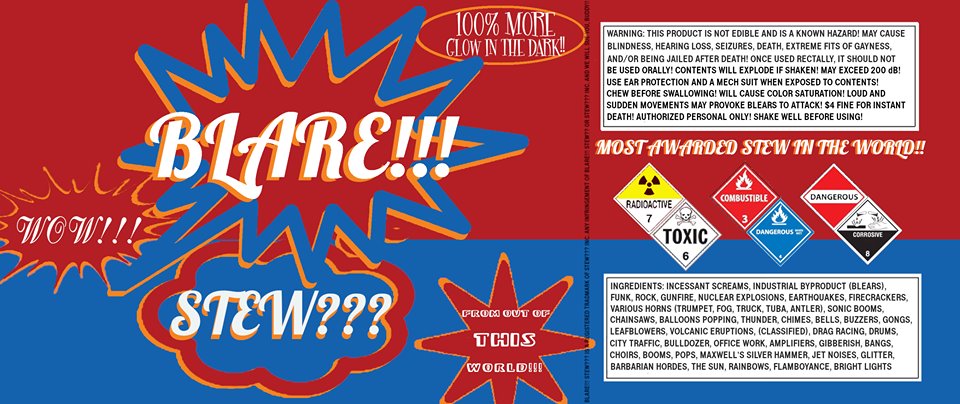 100% MORE
GLOW IN THE DARK!!
BLARE!!!
WOW!!!
STEW???
FROM OUT OF
THIS
WORLD!!!
BLARE!! STEW??? IS A REGISTERED TRADMARK OF STEW??? INC. ANY INFRINGEMENT OF BLARE!! STEW?? OR STEW??? INC. AND WE WILL YOU, BUDDY!!
WARNING: THIS PRODUCT IS NOT EDIBLE AND IS A KNOWN HAZARD! MAY CAUSE
BLINDNESS, HEARING LOSS, SEIZURES, DEATH, EXTREME FITS OF GAYNESS,
AND/OR BEING JAILED AFTER DEATH! ONCE USED RECTALLY, IT SHOULD NOT
BE USED ORALLY! CONTENTS WILL EXPLODE IF SHAKEN! MAY EXCEED 200 dB!
USE EAR PROTECTION AND A MECH SUIT WHEN EXPOSED TO CONTENTS!
CHEW BEFORE SWALLOWING! WILL CAUSE COLOR SATURATION! LOUD AND
SUDDEN MOVEMENTS MAY PROVOKE BLEARS TO ATTACK! $4 FINE FOR INSTANT
DEATH! AUTHORIZED PERSONAL ONLY! SHAKE WELL BEFORE USING!
MOST AWARDED STEW IN THE WORLD!!
RADIOACTIVE
7
TOXIC
6
COMBUSTIBLE
3
DANGEROUS
4
DANGEROUS
CORROSIVE
8
INGREDIENTS: INCESSANT SCREAMS, INDUSTRIAL BYPRODUCT (BLEARS),
FUNK, ROCK, GUNFIRE, NUCLEAR EXPLOSIONS, EARTHQUAKES, FIRECRACKERS,
VARIOUS HORNS (TRUMPET, FOG, TRUCK, TUBA, ANTLER), SONIC BOOMS,
CHAINSAWS, BALLOONS POPPING, THUNDER, CHIMES, BELLS, BUZZERS, GONGS,
LEAFBLOWERS, VOLCANIC ERUPTIONS, (CLASSIFIED), DRAG RACING, DRUMS,
CITY TRAFFIC, BULLDOZER, OFFICE WORK, AMPLIFIERS, GIBBERISH, BANGS,
CHOIRS, BOOMS, POPS, MAXWELL'S SILVER HAMMER, JET NOISES, GLITTER,
BARBARIAN HORDES, THE SUN, RAINBOWS, FLAMBOYANCE, BRIGHT LIGHTS